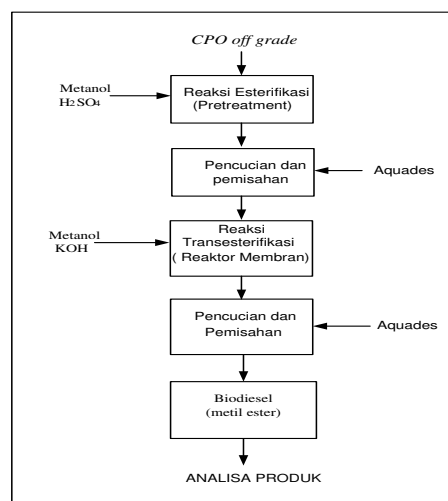 CPO off grade
Metanol
H2SO4
Reaksi Esterifikasi
(Pretreatment)
Pencucian dan
pemisahan
Aquades
Metanol
KOH
Reaksi
Transesterifikasi
( Reaktor Membran)
Pencucian dan
Pemisahan
Aquades
Biodiesel
(metil ester)
ANALISA PRODUK